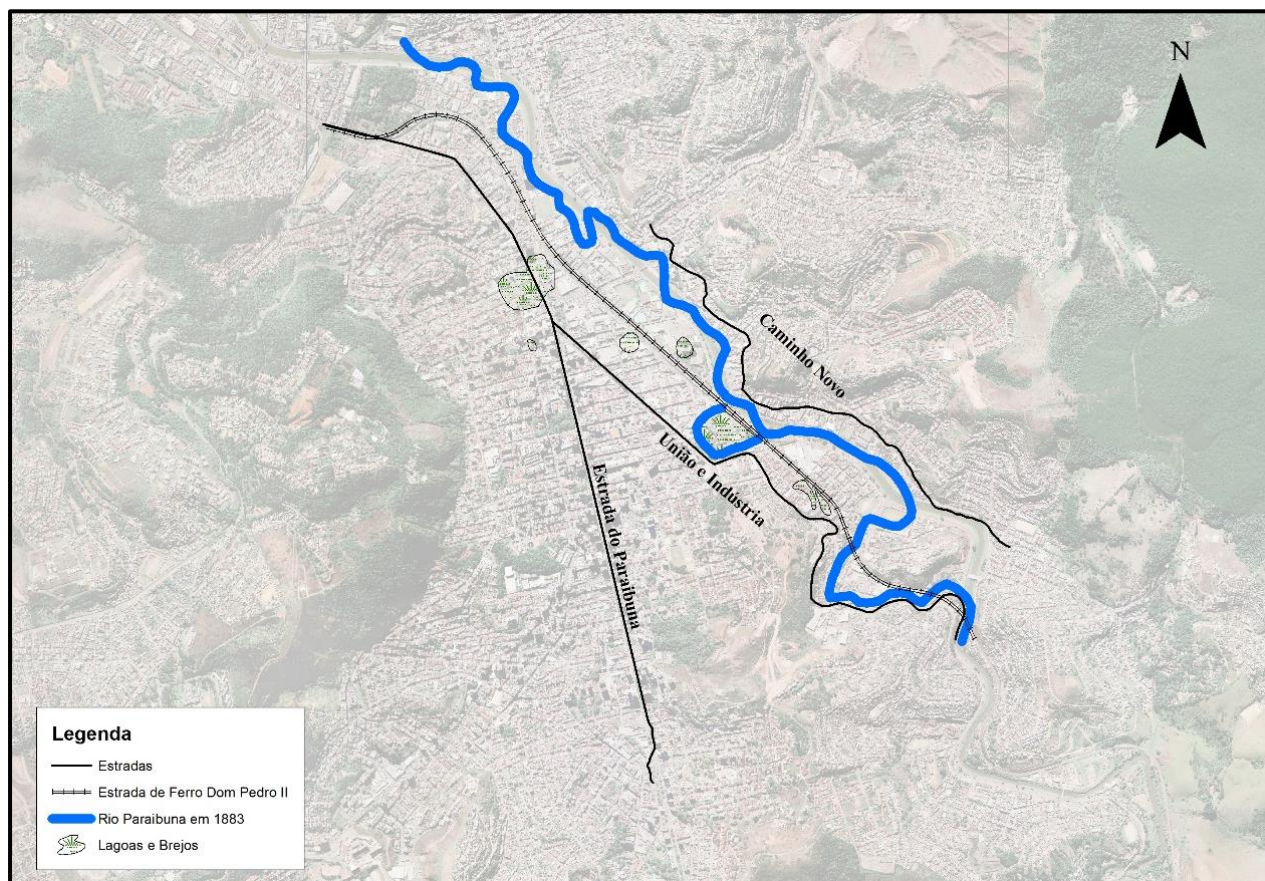 N
Caminho Novo
União e Indústria
Estrada do Paraibuna
Legenda
Estradas
Estrada de Ferro Dom Pedro II
Rio Paraibuna em 1883
Lagoas e Brejos